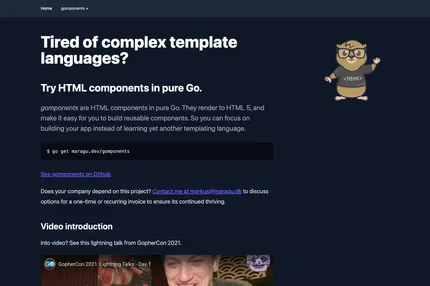 Home gomponents +
Tired of complex template
languages?
Try HTML components in pure Go.
gomponents are HTML components in pure Go. They render to HTML 5, and
make it easy for you to build reusable components. So you can focus on
building your app instead of learning yet another templating language.
$ go get maragu.dev/gomponents
See gomponents on Github
Does your company depend on this project? Contact me at markus@maragu.dk to discuss
options for a one-time or recurring invoice to ensure its continued thriving.
Video introduction
Into video? See this lightning talk from GopherCon 2021.
GopherCon 2021 Lightning Talks - Day 1
<html>